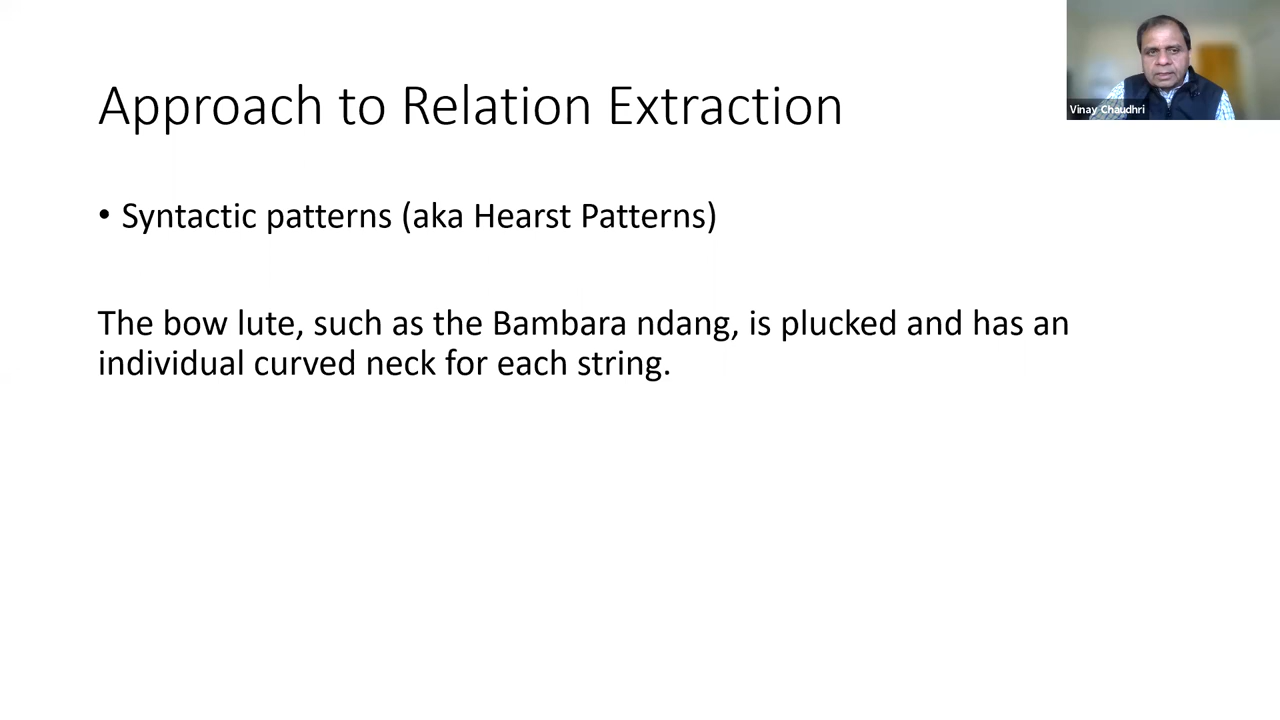 Approach to Relation Extraction
Vinay Chaudhri
• Syntactic patterns (aka Hearst Patterns)
The bow lute, such as the Bambara ndang, is plucked and has an
individual curved neck for each string.